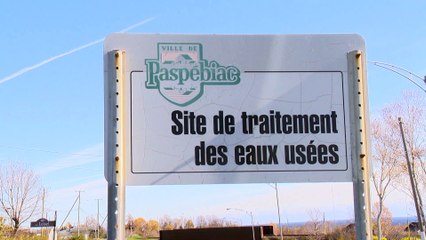 VILLE DE
Paspébiac
Site de traitement
des eaux usées